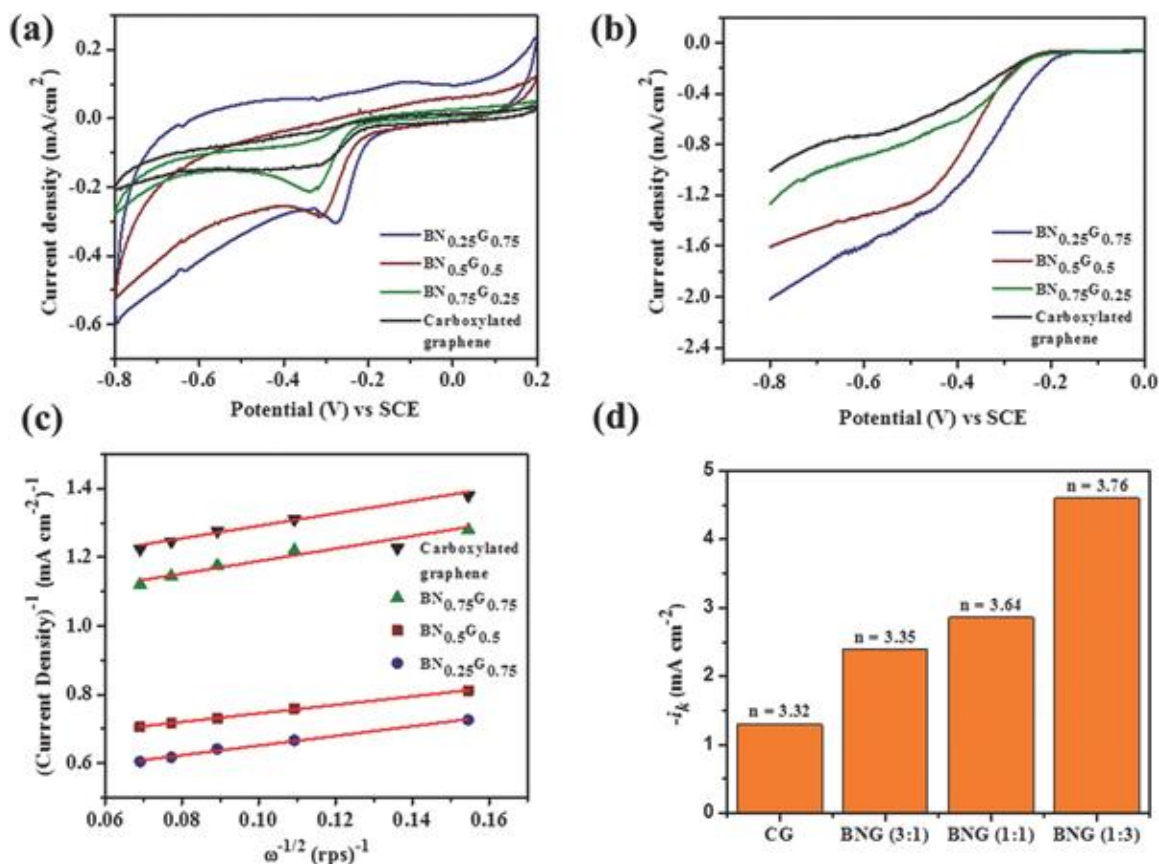 (a)
0.2
0.0
-0.2
-0.4
-0.6
Current density (mA/cm2)
BN0.25G0.75
BN0.5G0.5
BN0.75G0.25
Carboxylated
graphene
-0.8 -0.6 -0.4 -0.2 0.0 0.2
Potential (V) vs SCE
(b)
0.0
-0.4
-0.8
-1.2
-1.6
-2.0
-2.4
Current density (mA/cm2)
BN0.25G0.75
BN0.5G0.5
BN0.75G0.25
Carboxylated
graphene
-0.8 -0.6 -0.4 -0.2 0.0
Potential (V) vs SCE
(c)
1.4
1.2
1.0
0.8
0.6
(Current Density)-1 (mA cm-2)-1
Carboxylated
graphene
BN0.75G0.75
BN0.5G0.5
BN0.25G0.75
0.06 0.08 0.10 0.12 0.14 0.16
ω-1/2 (rps)-1
(d)
5
4
3
2
1
0
-ik (mA cm-2)
n = 3.32
n = 3.35
n = 3.64
n = 3.76
CG BNG (3:1) BNG (1:1) BNG (1:3)